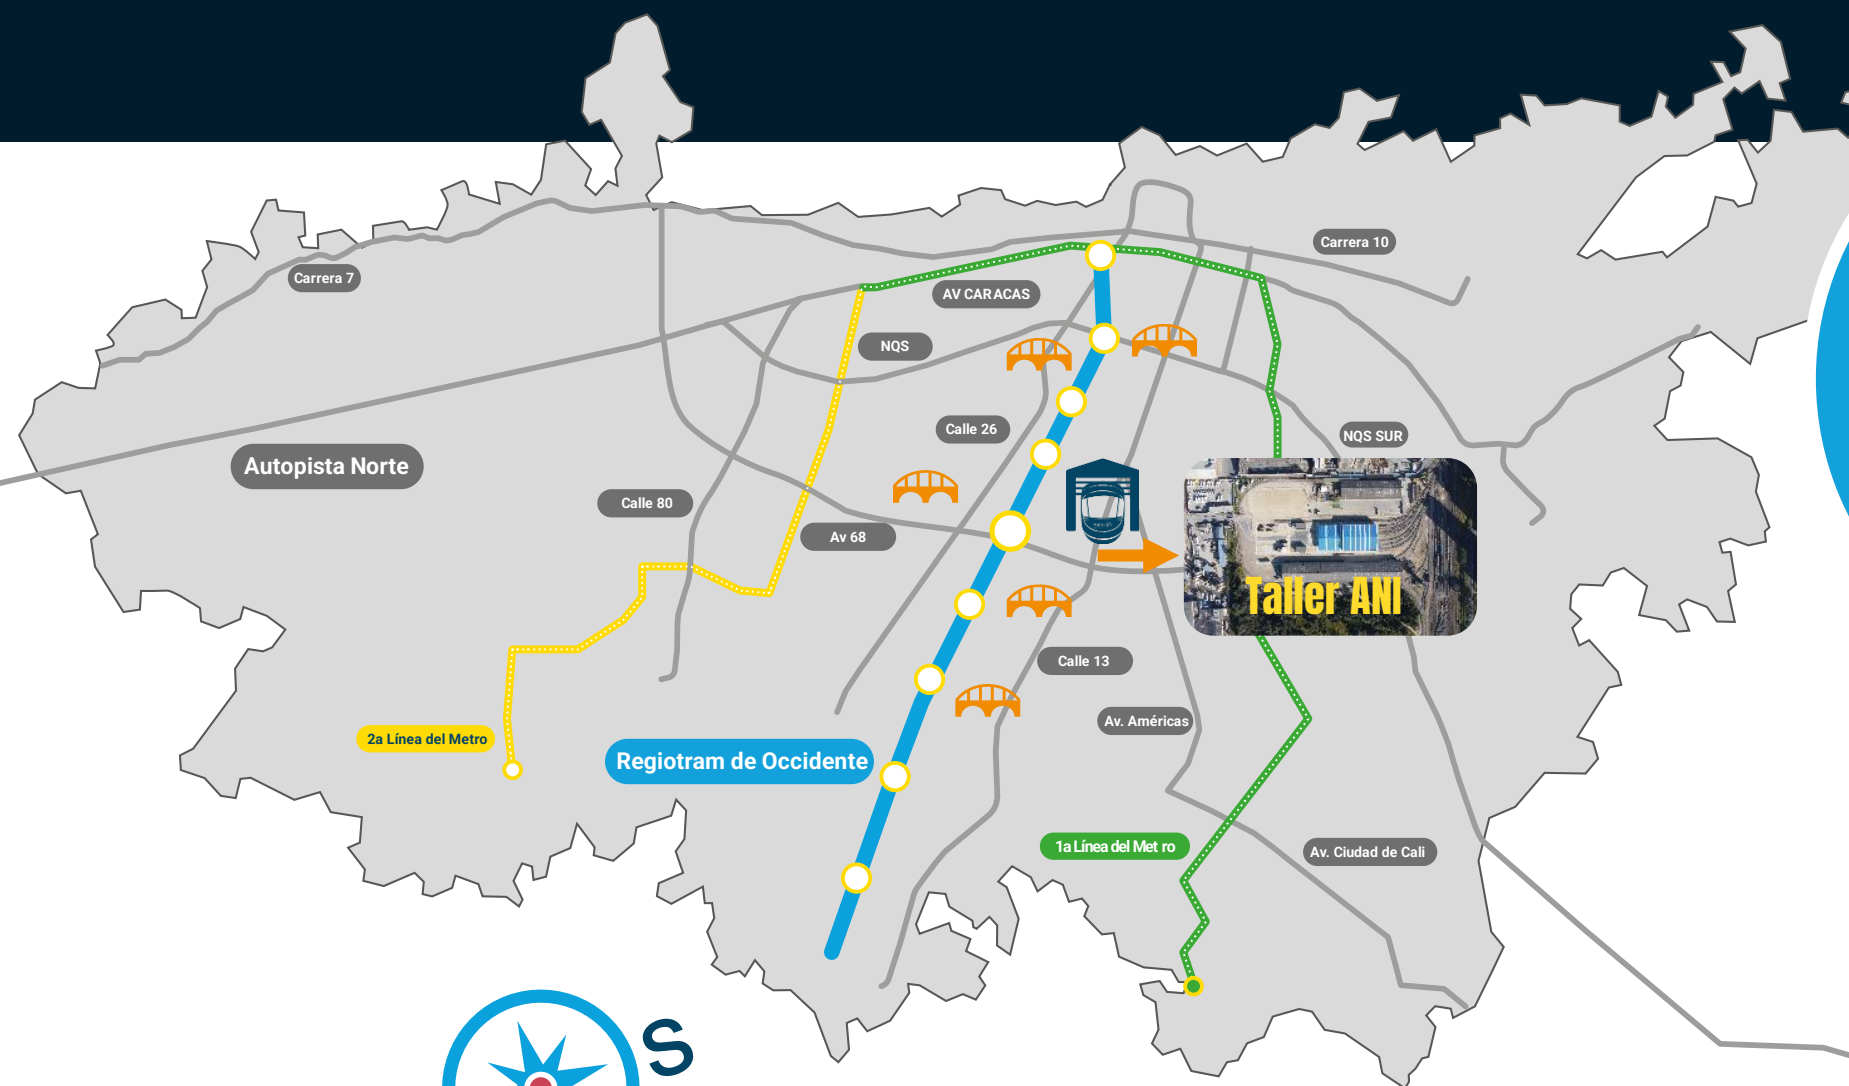 Carrera 10
Carrera 7
AV CARACAS
NQS
Calle 26
NQS SUR
Autopista Norte
Calle 80
Av 68
Taller ANI
Calle 13
Av. Américas
2a Línea del Metro
Regiotram de Occidente
1a Línea del Met ro
Av. Ciudad de Cali
S